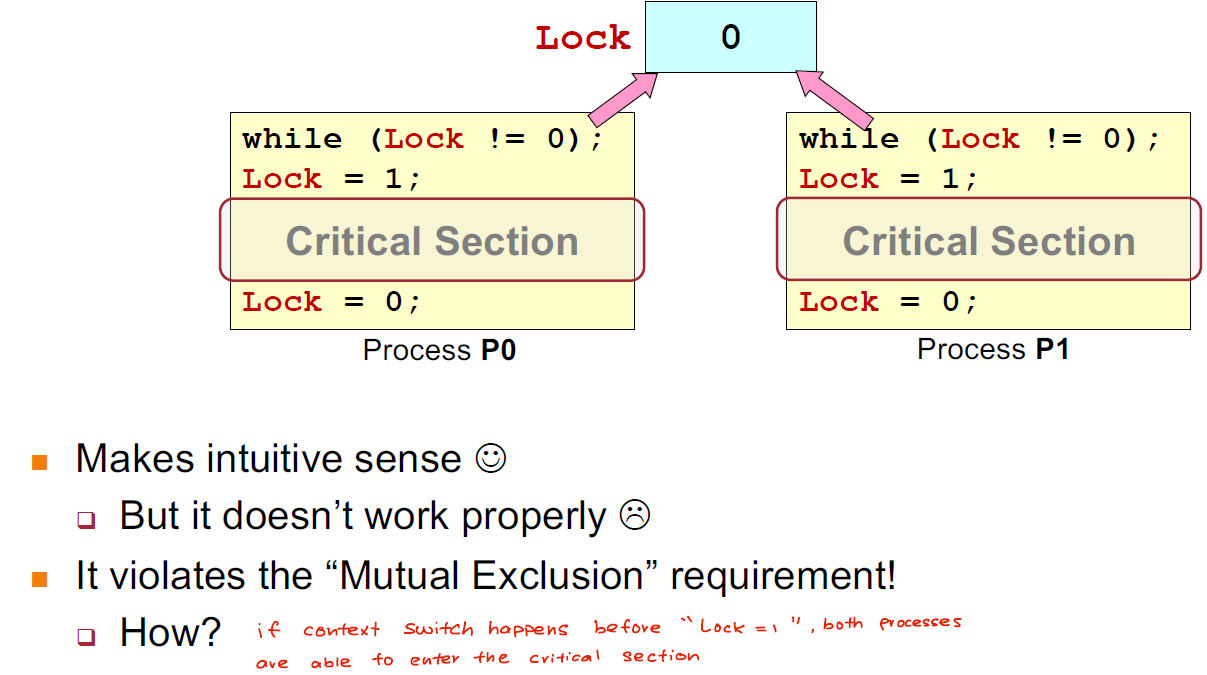 Lock 0
while (Lock != 0);
Lock = 1;
Critical Section
Lock = 0;
Process P0
while (Lock != 0);
Lock = 1;
Critical Section
Lock = 0;
Process P1
Makes intuitive sense ☺
But it doesn’t work properly ☹
It violates the “Mutual Exclusion” requirement!
How? if context switch happens before "Lock = 1", both processes
are able to enter the critical section